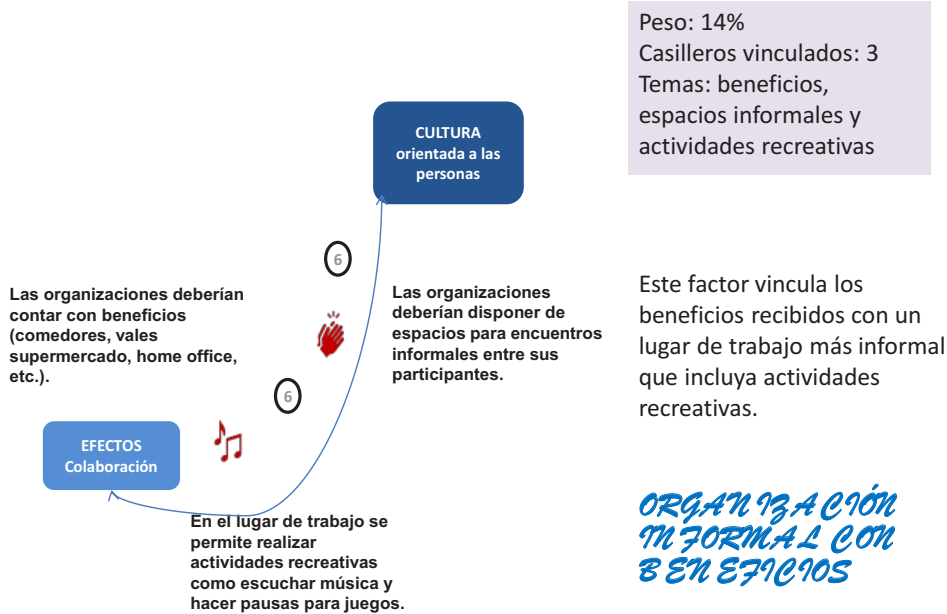 Peso: 14%
Casilleros vinculados: 3
Temas: beneficios,
espacios informales y
actividades recreativas
CULTURA
orientada a las
personas
6
Las organizaciones deberían
contar con beneficios
(comedores, vales
supermercado, home office,
etc.).
Las organizaciones
deberían disponer de
espacios para encuentros
informales entre sus
participantes.
6
EFECTOS
Colaboración
En el lugar de trabajo se
permite realizar
actividades recreativas
como escuchar música y
hacer pausas para juegos.
Este factor vincula los
beneficios recibidos con un
lugar de trabajo más informal
que incluya actividades
recreativas.
ORGANIZACIÓN
INFORMAL CON
BENEFICIOS